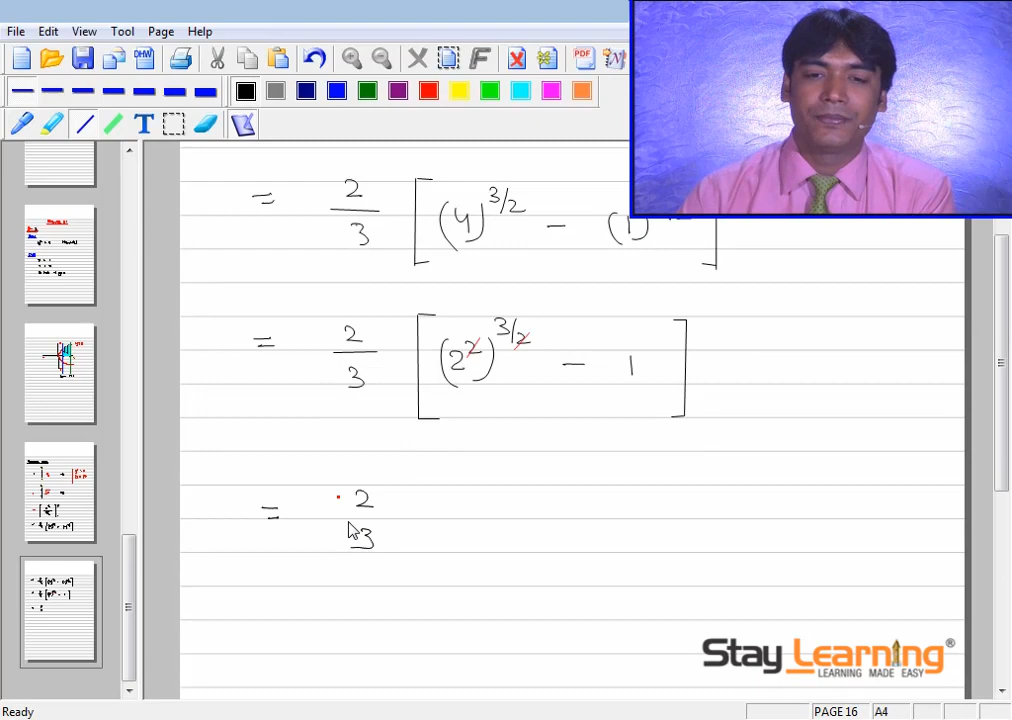 File Edit View Tool Page Help
PDF
= 2/3 [(4)^3/2 - (1)
= 2/3 [(2^2)^3/2 - 1]
= 2/3
Stay Learning®
LEARNING MADE EASY
Ready PAGE 16 A4